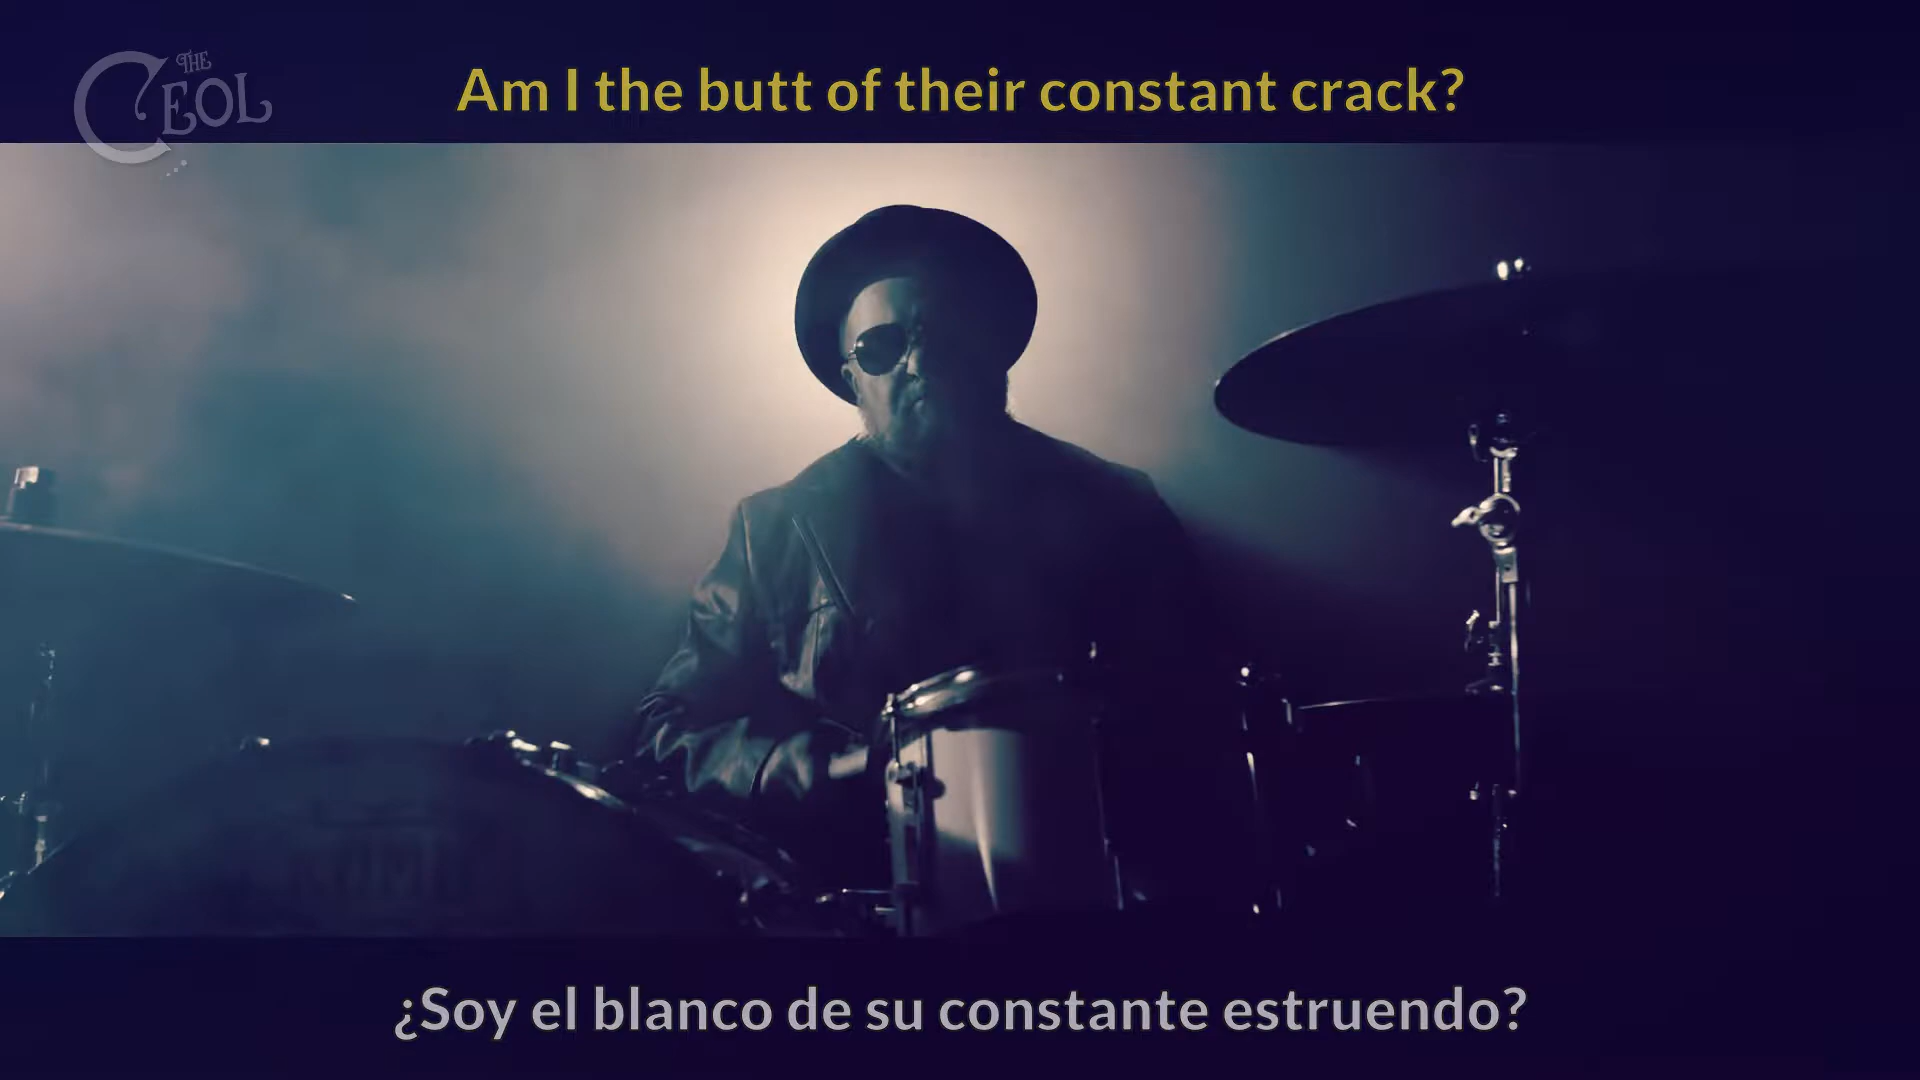 THE
CEOL
Am I the butt of their constant crack?
¿Soy el blanco de su constante estruendo?